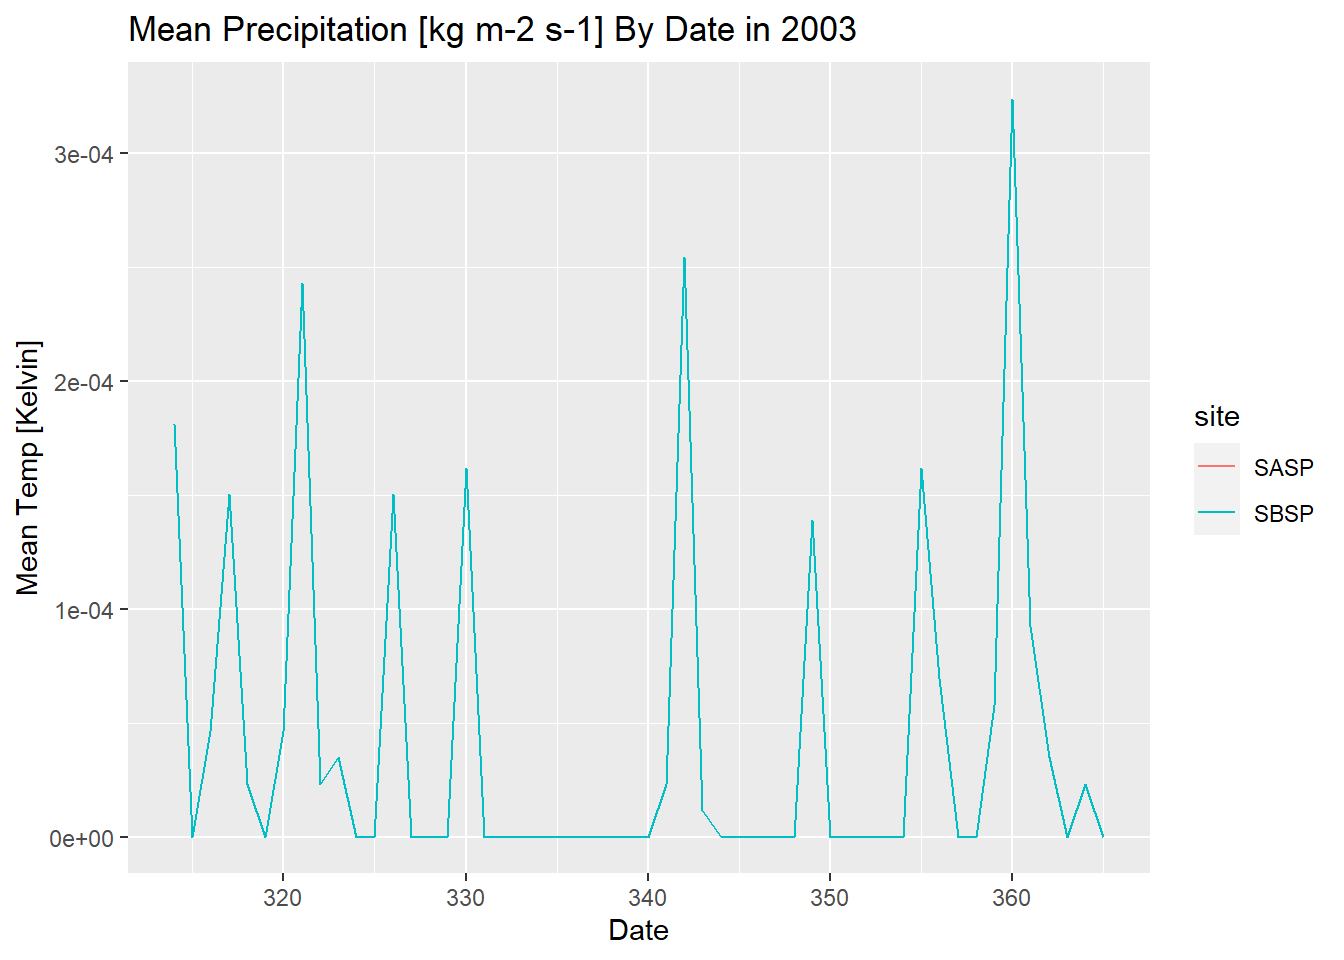 Mean Precipitation [kg m-2 s-1] By Date in 2003
Mean Temp [Kelvin]
3e-04
2e-04
1e-04
0e+00
320
330
340
350
360
Date
site
SASP
SBSP